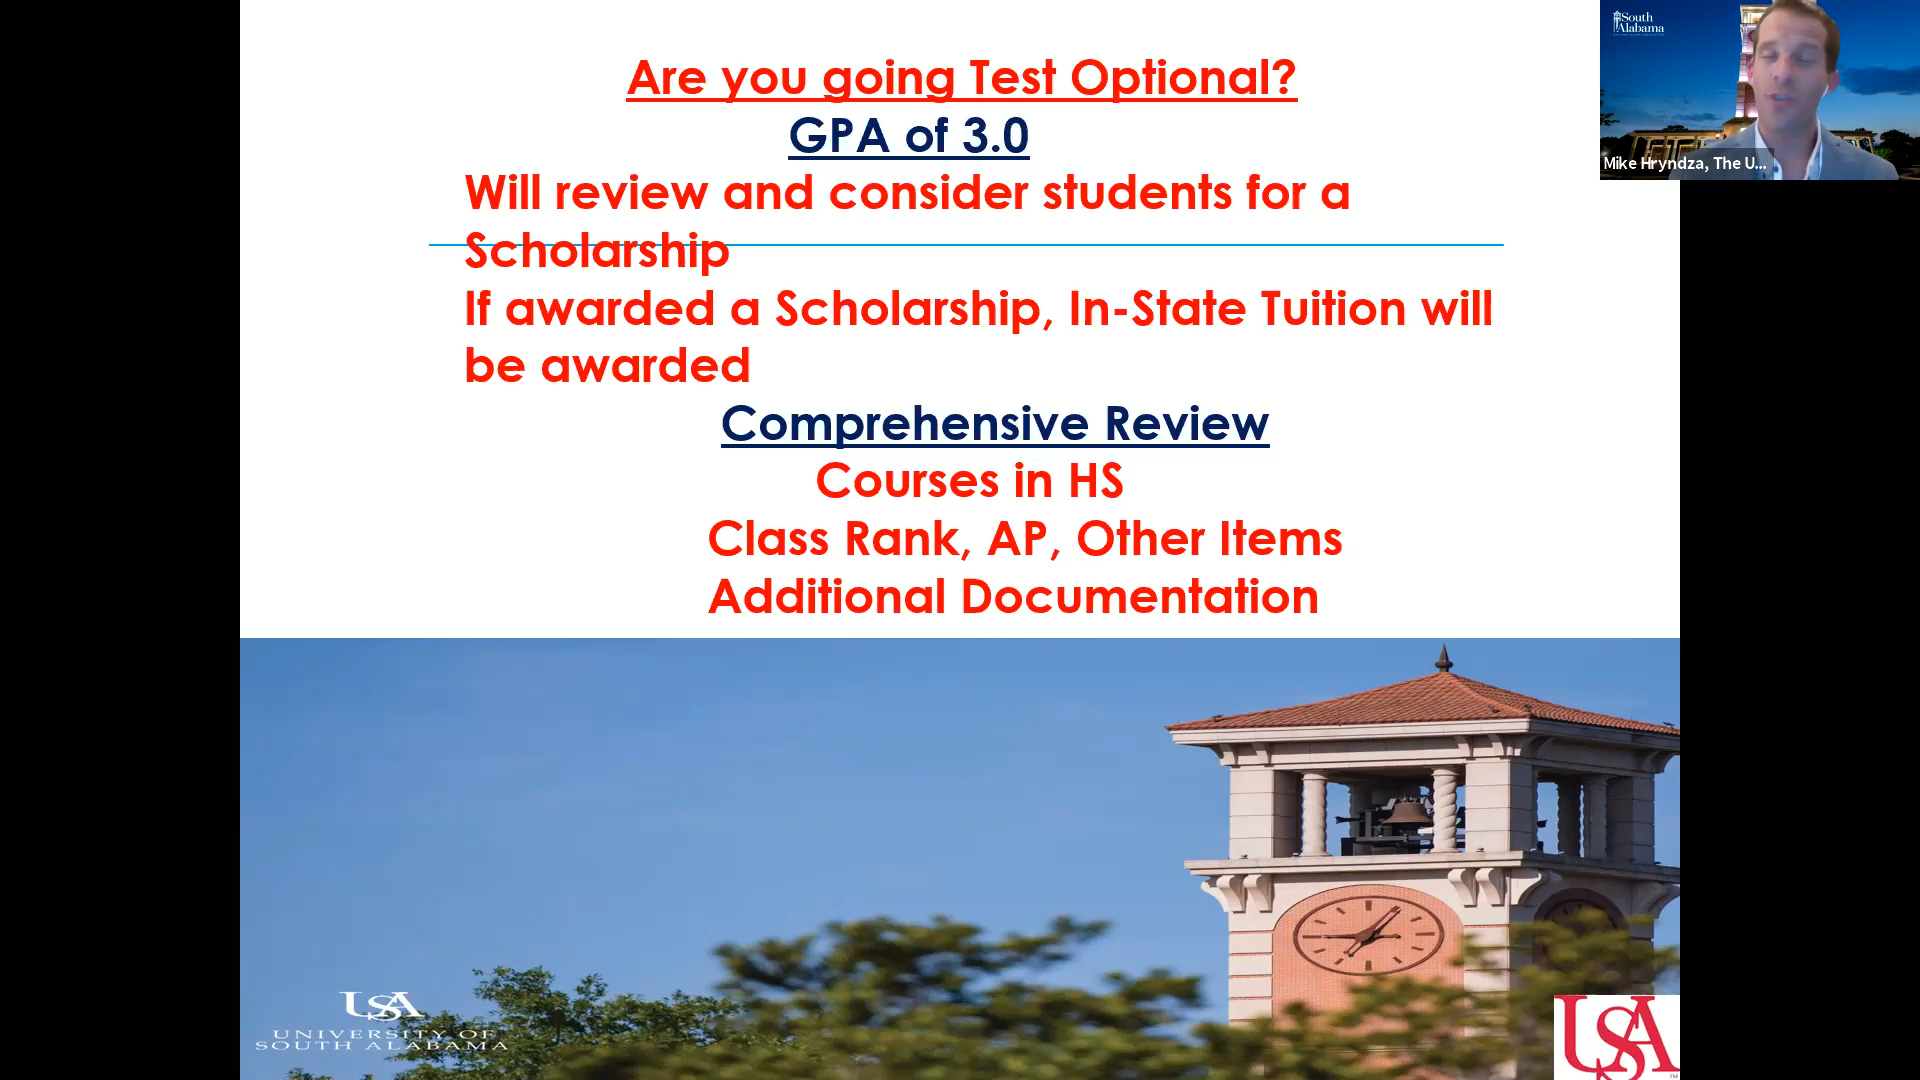 Are you going Test Optional?
GPA of 3.0
Will review and consider students for a
Scholarship
If awarded a Scholarship, In-State Tuition will
be awarded
Comprehensive Review
Courses in HS
Class Rank, AP, Other Items
Additional Documentation
South
Alabama
Mike Hryndza, The U...
USA
UNIVERSITY OF
SOUTH ALABAMA
USA
TM